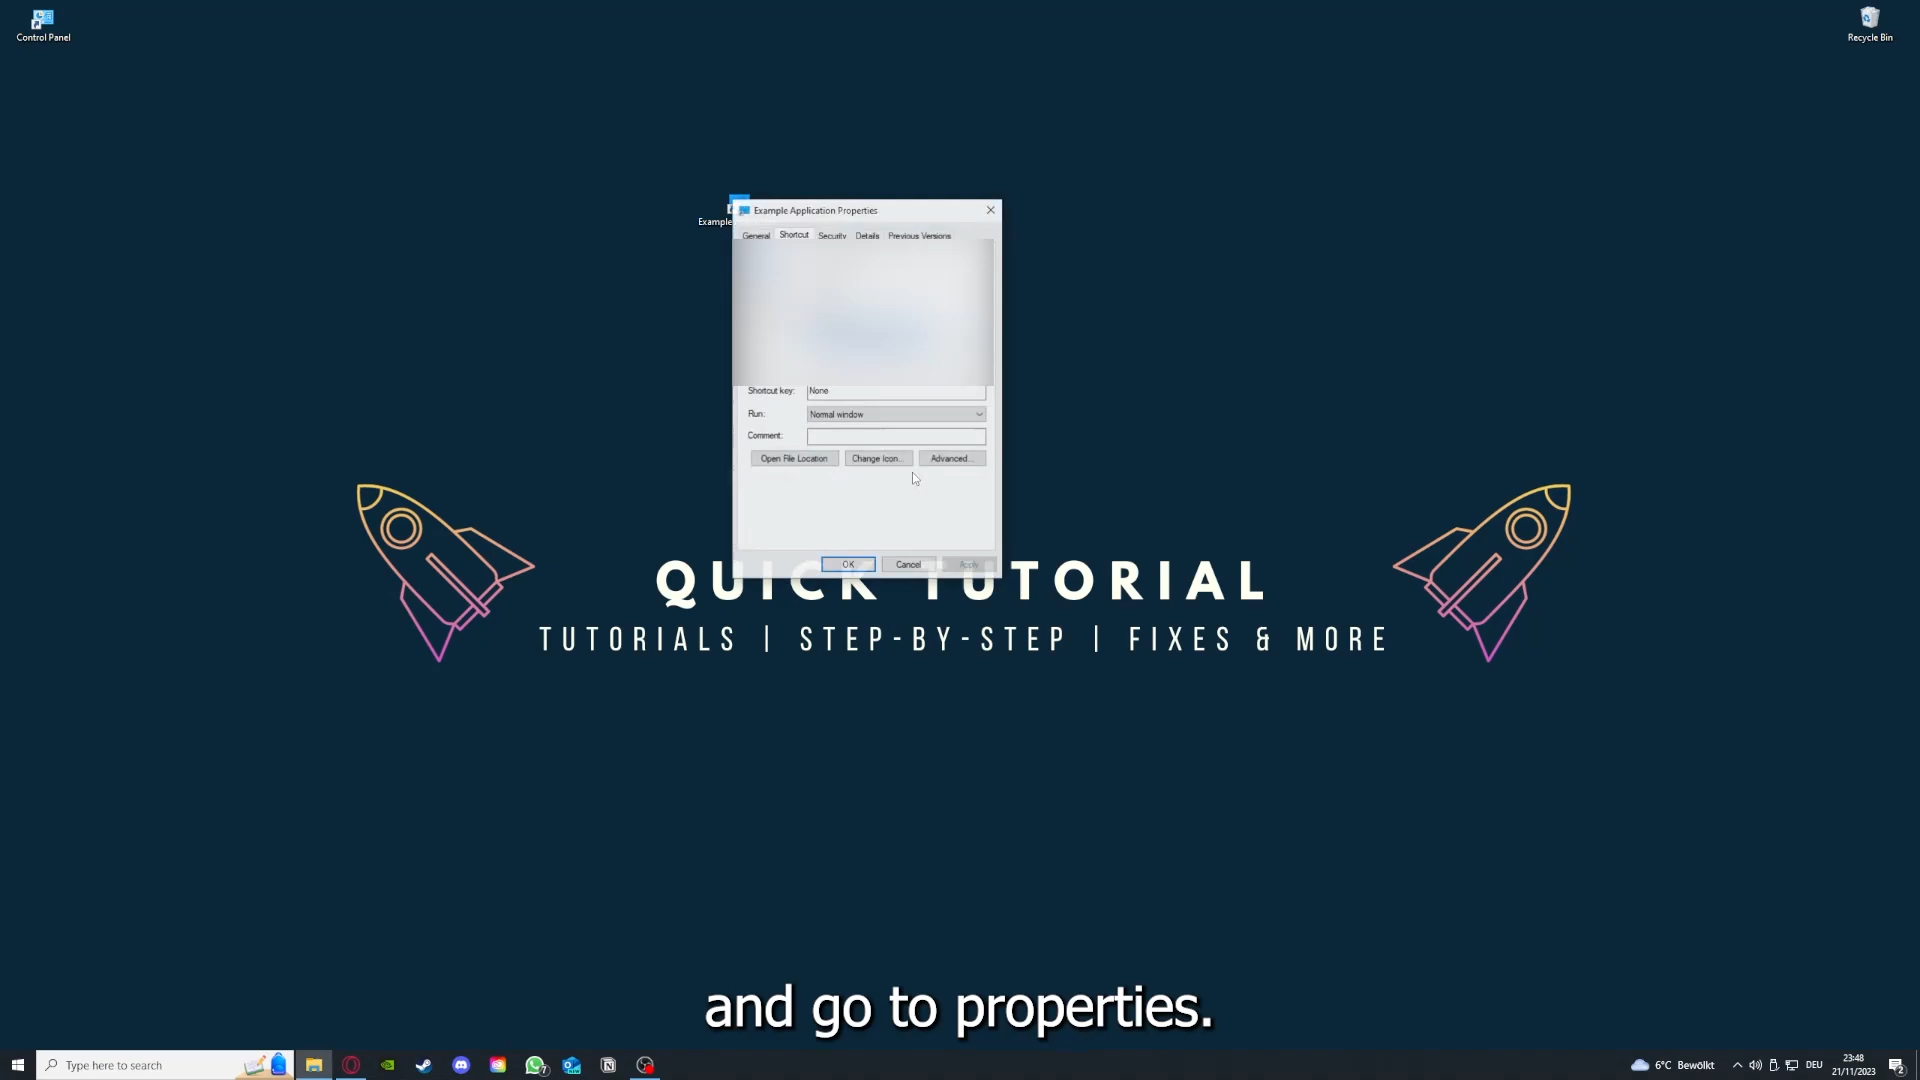 Control Panel
Recycle Bin
Example
Example Application Properties
General Shortcut Security Details Previous Versions
Shortcut key: None
Run: Normal window
Comment:
Open File Location Change Icon... Advanced...
OK Cancel Apply
QUICK TUTORIAL
TUTORIALS | STEP-BY-STEP | FIXES & MORE
and go to properties.
Type here to search
7
6°C Bewölkt
DEU
23:48
21/11/2023
2